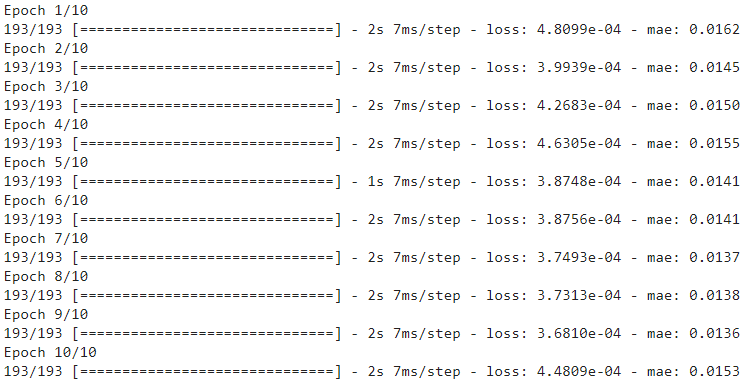 Epoch 1/10
193/193 [==============================] - 2s 7ms/step - loss: 4.8099e-04 - mae: 0.0162
Epoch 2/10
193/193 [==============================] - 2s 7ms/step - loss: 3.9939e-04 - mae: 0.0145
Epoch 3/10
193/193 [==============================] - 2s 7ms/step - loss: 4.2683e-04 - mae: 0.0150
Epoch 4/10
193/193 [==============================] - 2s 7ms/step - loss: 4.6305e-04 - mae: 0.0155
Epoch 5/10
193/193 [==============================] - 1s 7ms/step - loss: 3.8748e-04 - mae: 0.0141
Epoch 6/10
193/193 [==============================] - 2s 7ms/step - loss: 3.8756e-04 - mae: 0.0141
Epoch 7/10
193/193 [==============================] - 2s 7ms/step - loss: 3.7493e-04 - mae: 0.0137
Epoch 8/10
193/193 [==============================] - 2s 7ms/step - loss: 3.7313e-04 - mae: 0.0138
Epoch 9/10
193/193 [==============================] - 2s 7ms/step - loss: 3.6810e-04 - mae: 0.0136
Epoch 10/10
193/193 [==============================] - 2s 7ms/step - loss: 4.4809e-04 - mae: 0.0153